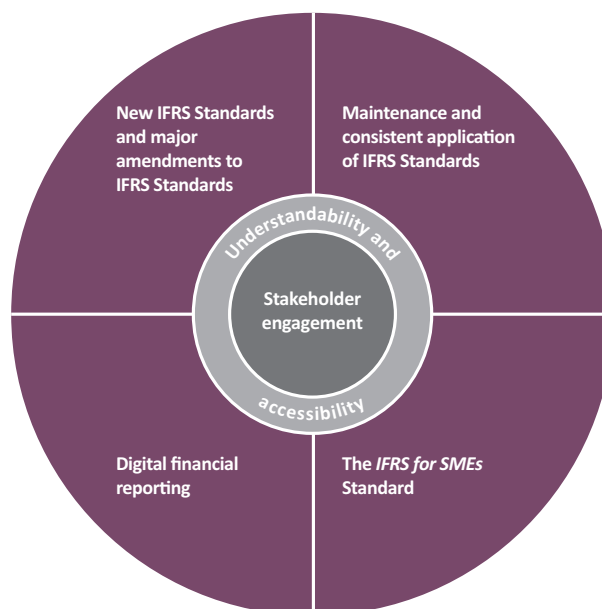 New IFRS Standards
and major
amendments to
IFRS Standards
Maintenance and
consistent application
of IFRS Standards
Understandability and
Stakeholder
engagement
accessibility
Digital financial
reporting
The IFRS for SMEs
Standard